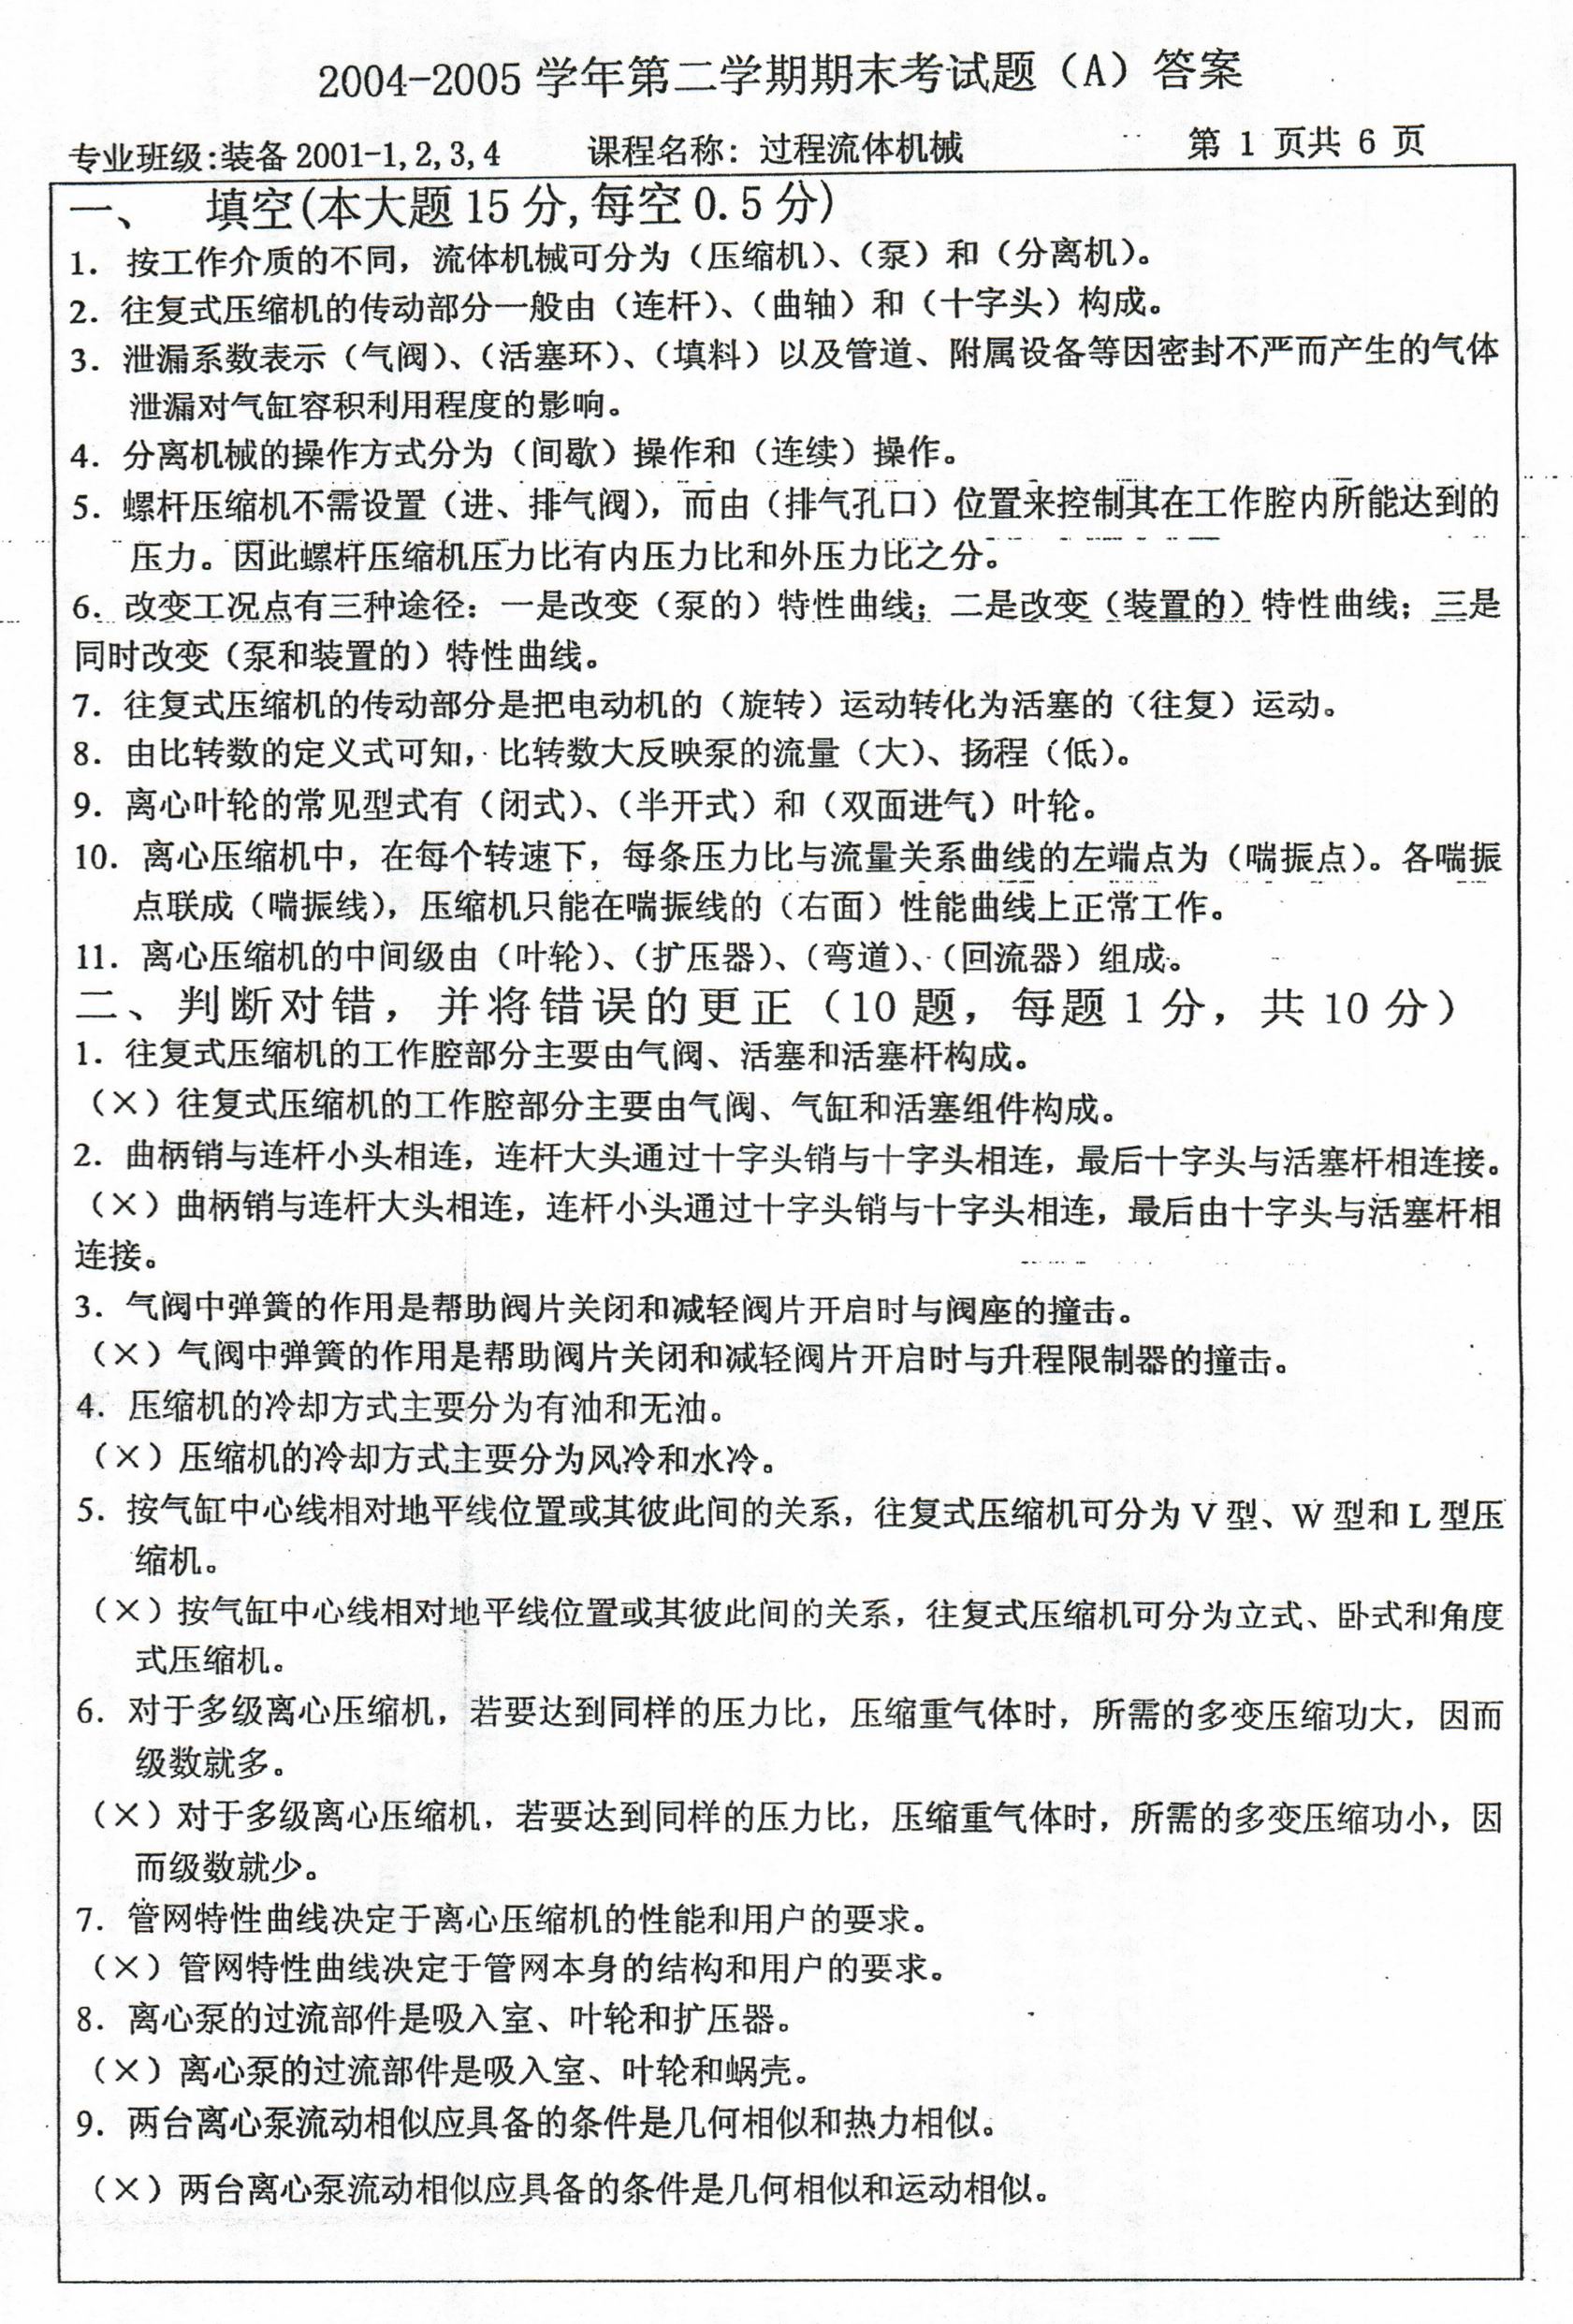 2004-2005 学年第二学期期末考试题（A）答案
专业班级:装备 2001-1,2,3,4 课程名称：过程流体机械 第 1 页共 6 页
一、 填空(本大题 15 分,每空 0.5 分)
1. 按工作介质的不同，流体机械可分为（压缩机）、（泵）和（分离机）。
2. 往复式压缩机的传动部分一般由（连杆）、（曲轴）和（十字头）构成。
3. 泄漏系数表示（气阀）、（活塞环）、（填料）以及管道、附属设备等因密封不严而产生的气体
泄漏对气缸容积利用程度的影响。
4. 分离机械的操作方式分为（间歇）操作和（连续）操作。
5. 螺杆压缩机不需设置（进、排气阀），而由（排气孔口）位置来控制其在工作腔内所能达到的
压力。因此螺杆压缩机压力比有内压力比和外压力比之分。
6. 改变工况点有三种途径：一是改变（泵的）特性曲线；二是改变（装置的）特性曲线；三是
同时改变（泵和装置的）特性曲线。
7. 往复式压缩机的传动部分是把电动机的（旋转）运动转化为活塞的（往复）运动。
8. 由比转数的定义式可知，比转数大反映泵的流量（大）、扬程（低）。
9. 离心叶轮的常见型式有（闭式）、（半开式）和（双面进气）叶轮。
10. 离心压缩机中，在每个转速下，每条压力比与流量关系曲线的左端点为（喘振点）。各喘振
点联成（喘振线），压缩机只能在喘振线的（右面）性能曲线上正常工作。
11. 离心压缩机的中间级由（叶轮）、（扩压器）、（弯道）、（回流器）组成。
二、判断对错，并将错误的更正（10 题，每题 1 分，共 10 分）
1. 往复式压缩机的工作腔部分主要由气阀、活塞和活塞杆构成。
（×）往复式压缩机的工作腔部分主要由气阀、气缸和活塞组件构成。
2. 曲柄销与连杆小头相连，连杆大头通过十字头销与十字头相连，最后十字头与活塞杆相连接。
（×）曲柄销与连杆大头相连，连杆小头通过十字头销与十字头相连，最后由十字头与活塞杆相
连接。
3. 气阀中弹簧的作用是帮助阀片关闭和减轻阀片开启时与阀座的撞击。
（×）气阀中弹簧的作用是帮助阀片关闭和减轻阀片开启时与升程限制器的撞击。
4. 压缩机的冷却方式主要分为有油和无油。
（×）压缩机的冷却方式主要分为风冷和水冷。
5. 按气缸中心线相对地平线位置或其彼此间的关系，往复式压缩机可分为 V 型、W 型和 L 型压
缩机。
（×）按气缸中心线相对地平线位置或其彼此间的关系，往复式压缩机可分为立式、卧式和角度
式压缩机。
6. 对于多级离心压缩机，若要达到同样的压力比，压缩重气体时，所需的多变压缩功大，因而
级数就多。
（×）对于多级离心压缩机，若要达到同样的压力比，压缩重气体时，所需的多变压缩功小，因
而级数就少。
7. 管网特性曲线决定于离心压缩机的性能和用户的要求。
（×）管网特性曲线决定于管网本身的结构和用户的要求。
8. 离心泵的过流部件是吸入室、叶轮和扩压器。
（×）离心泵的过流部件是吸入室、叶轮和蜗壳。
9. 两台离心泵流动相似应具备的条件是几何相似和热力相似。
（×）两台离心泵流动相似应具备的条件是几何相似和运动相似。